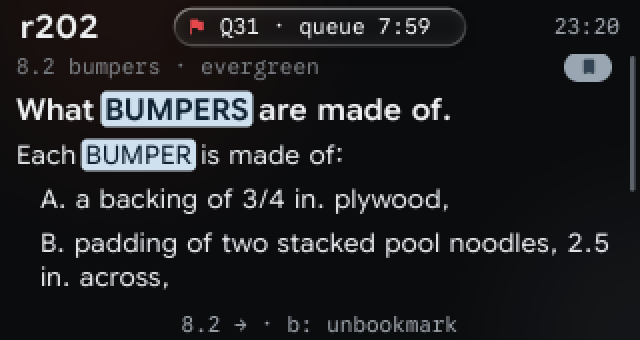 r202 Q31 · queue 7:59 23:20
8.2 bumpers · evergreen
What BUMPERS are made of.
Each BUMPER is made of:
A. a backing of 3/4 in. plywood,
B. padding of two stacked pool noodles, 2.5
in. across,
8.2 → · b: unbookmark